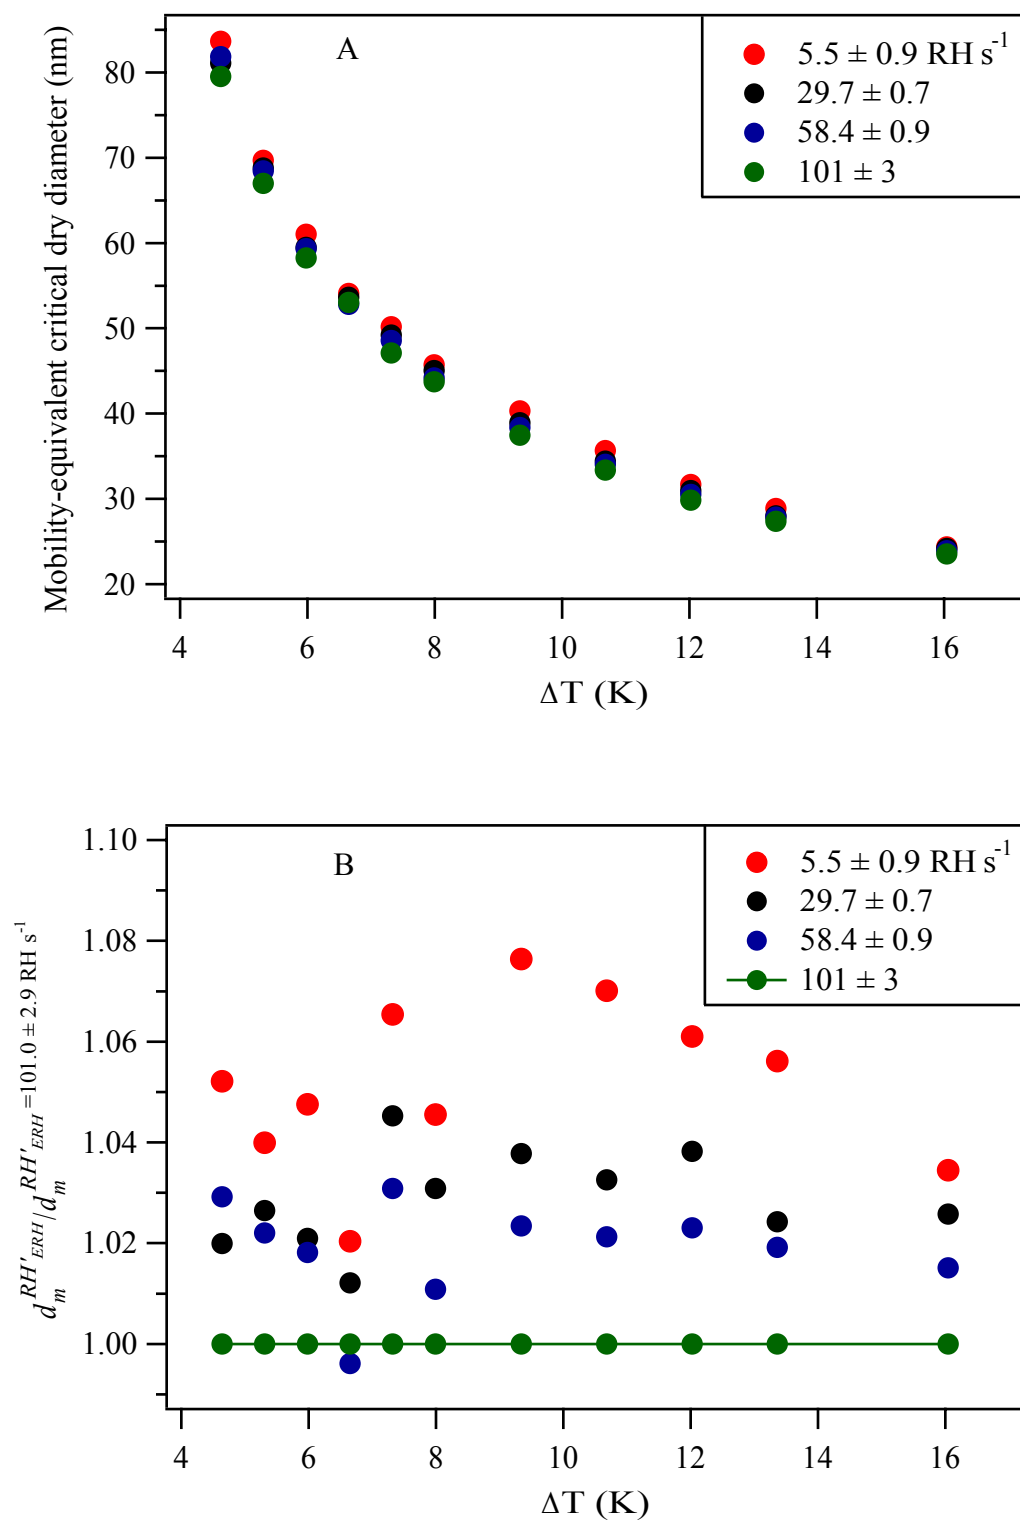 A
5.5 ± 0.9 RH s⁻¹
29.7 ± 0.7
58.4 ± 0.9
101 ± 3
Mobility-equivalent critical dry diameter (nm)
80
70
60
50
40
30
20
4 6 8 10 12 14 16
ΔT (K)
B
5.5 ± 0.9 RH s⁻¹
29.7 ± 0.7
58.4 ± 0.9
101 ± 3
d_m^{RH'_{ERH}}/d_m^{RH'_{ERH}=101.0 ± 2.9 RH s⁻¹}
1.10
1.08
1.06
1.04
1.02
1.00
4 6 8 10 12 14 16
ΔT (K)